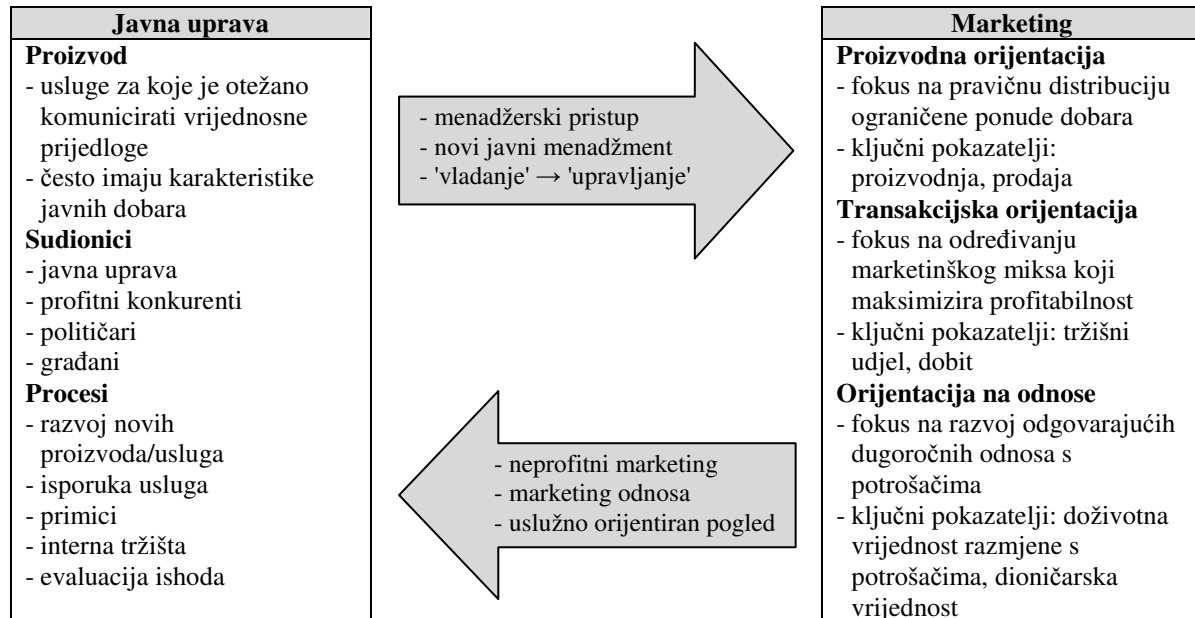 Javna uprava
Proizvod
- usluge za koje je otežano
komunicirati vrijednosne
prijedloge
- često imaju karakteristike
javnih dobara
Sudionici
- javna uprava
- profitni konkurenti
- političari
- građani
Procesi
- razvoj novih
proizvoda/usluga
- isporuka usluga
- primici
- interna tržišta
- evaluacija ishoda
- menadžerski pristup
- novi javni menadžment
- 'vladanje' → 'upravljanje'
- neprofitni marketing
- marketing odnosa
- uslužno orijentiran pogled
Marketing
Proizvodna orijentacija
- fokus na pravičnu distribuciju
ograničene ponude dobara
- ključni pokazatelji:
proizvodnja, prodaja
Transakcijska orijentacija
- fokus na određivanju
marketinškog miksa koji
maksimizira profitabilnost
- ključni pokazatelji: tržišni
udjel, dobit
Orijentacija na odnose
- fokus na razvoj odgovarajućih
dugoročnih odnosa s
potrošačima
- ključni pokazatelji: doživotna
vrijednost razmjene s
potrošačima, dioničarska
vrijednost